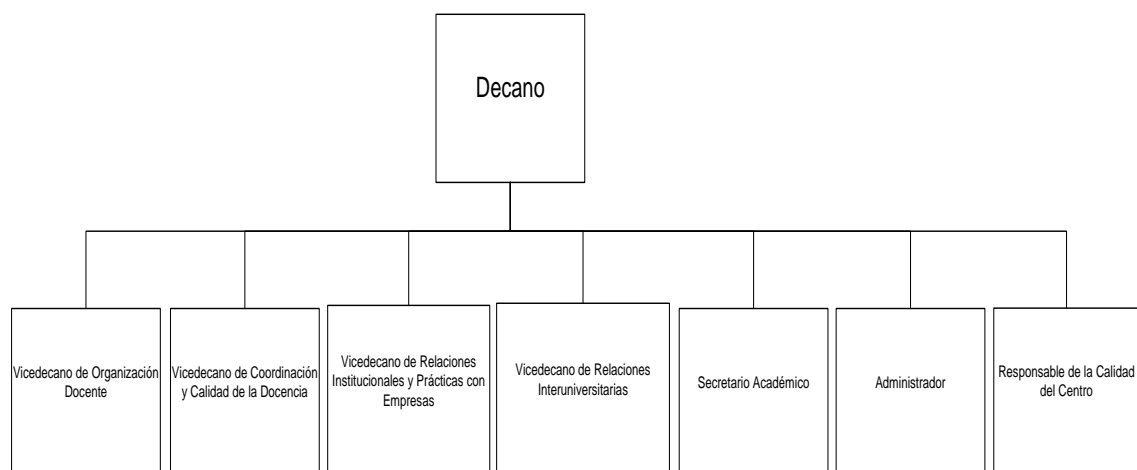 Decano
Vicedecano de Organización
Docente
Vicedecano de Coordinación
y Calidad de la Docencia
Vicedecano de Relaciones
Institucionales y Prácticas con
Empresas
Vicedecano de Relaciones
Interuniversitarias
Secretario Académico
Administrador
Responsable de la Calidad
del Centro